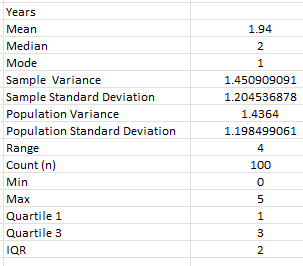 Years
Mean 1.94
Median 2
Mode 1
Sample  Variance 1.450909091
Sample Standard Deviation 1.204536878
Population Variance 1.4364
Population Standard Deviation 1.198499061
Range 4
Count (n) 100
Min 0
Max 5
Quartile 1 1
Quartile 3 3
IQR 2